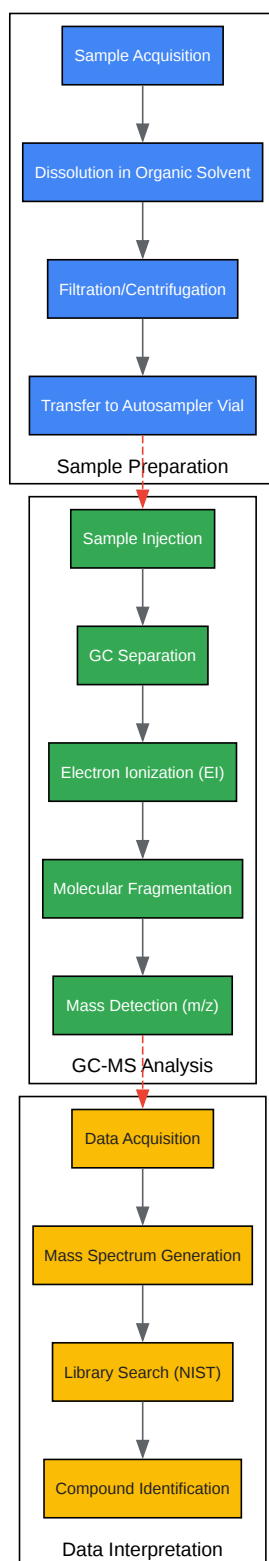 Sample Acquisition
Dissolution in Organic Solvent
Filtration/Centrifugation
Transfer to Autosampler Vial
Sample Preparation
Sample Injection
GC Separation
Electron Ionization (EI)
Molecular Fragmentation
Mass Detection (m/z)
GC-MS Analysis
Data Acquisition
Mass Spectrum Generation
Library Search (NIST)
Compound Identification
Data Interpretation